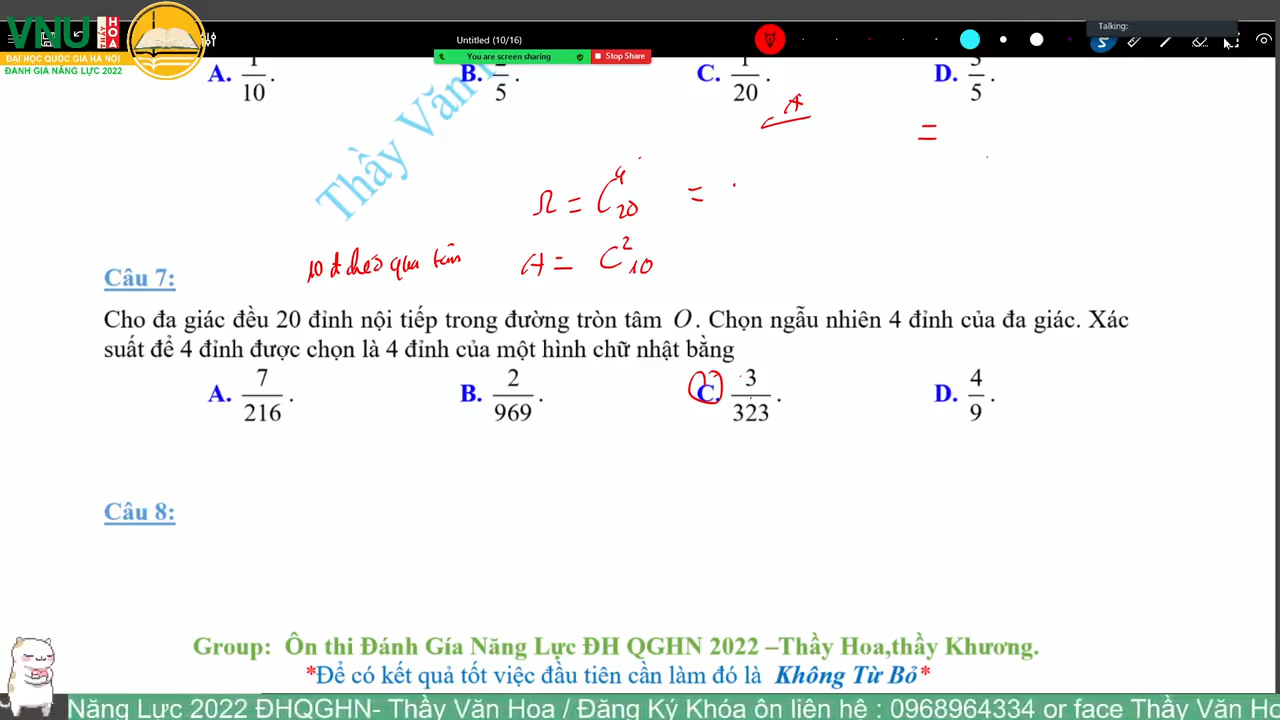 VNU HOA
ĐẠI HỌC QUỐC GIA HÀ NỘI
ĐÁNH GIÁ NĂNG LỰC 2022
Untitled (10/16)
Talking:
You are screen sharing
Stop Share
A. 10 .
B. 5
C. 1/20 .
D. 5 .
Thầy Văn
A
=
Ω = C⁴₂₀ =
10 đ chéo qua tâm A = C²₁₀
Câu 7:
Cho đa giác đều 20 đỉnh nội tiếp trong đường tròn tâm O. Chọn ngẫu nhiên 4 đỉnh của đa giác. Xác
suất để 4 đỉnh được chọn là 4 đỉnh của một hình chữ nhật bằng
A. 7/216 . B. 2/969 . C. 3/323 . D. 4/9 .
Câu 8:
Group: Ôn thi Đánh Gía Năng Lực ĐH QGHN 2022 –Thầy Hoa,thầy Khương.
*Để có kết quả tốt việc đầu tiên cần làm đó là Không Từ Bỏ*
Năng Lực 2022 ĐHQGHN- Thầy Văn Hoa / Đăng Ký Khóa ôn liên hệ : 0968964334 or face Thầy Văn Ho